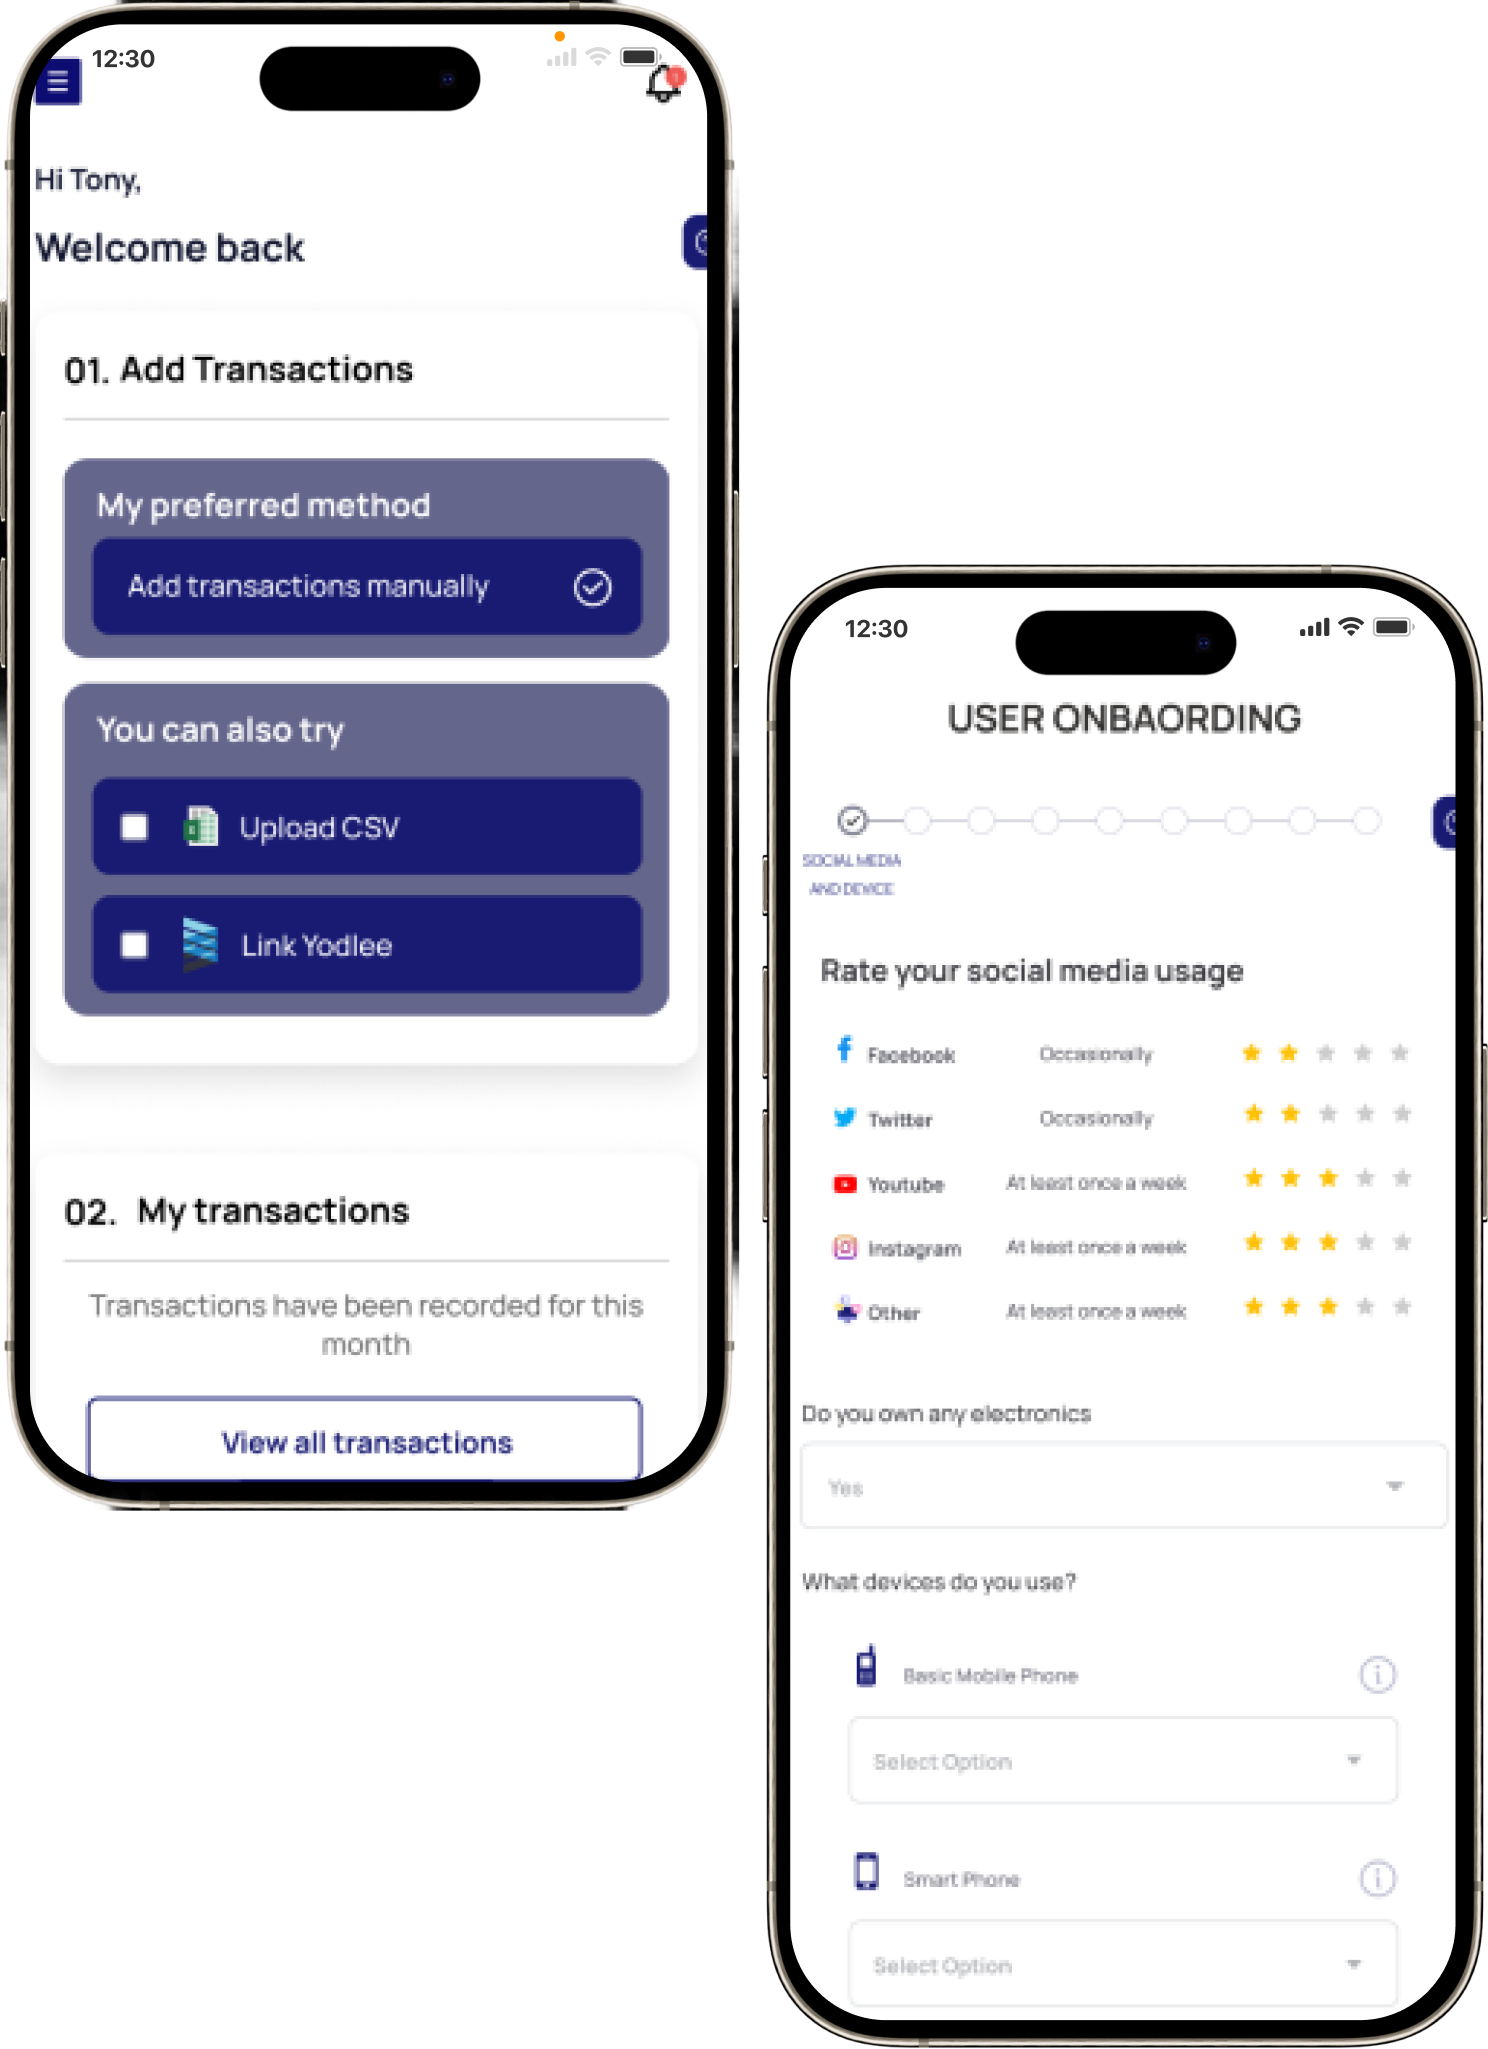 12:30
Hi Tony,
Welcome back
01. Add Transactions
My preferred method
Add transactions manually
You can also try
Upload CSV
Link Yodlee
02. My transactions
Transactions have been recorded for this
month
View all transactions
12:30
USER ONBAORDING
SOCIAL MEDIA
AND DEVICE
Rate your social media usage
Facebook Occasionally
Twitter Occasionally
Youtube At least once a week
Instagram At least once a week
Other At least once a week
Do you own any electronics
Yes
What devices do you use?
Basic Mobile Phone
Select Option
Smart Phone
Select Option